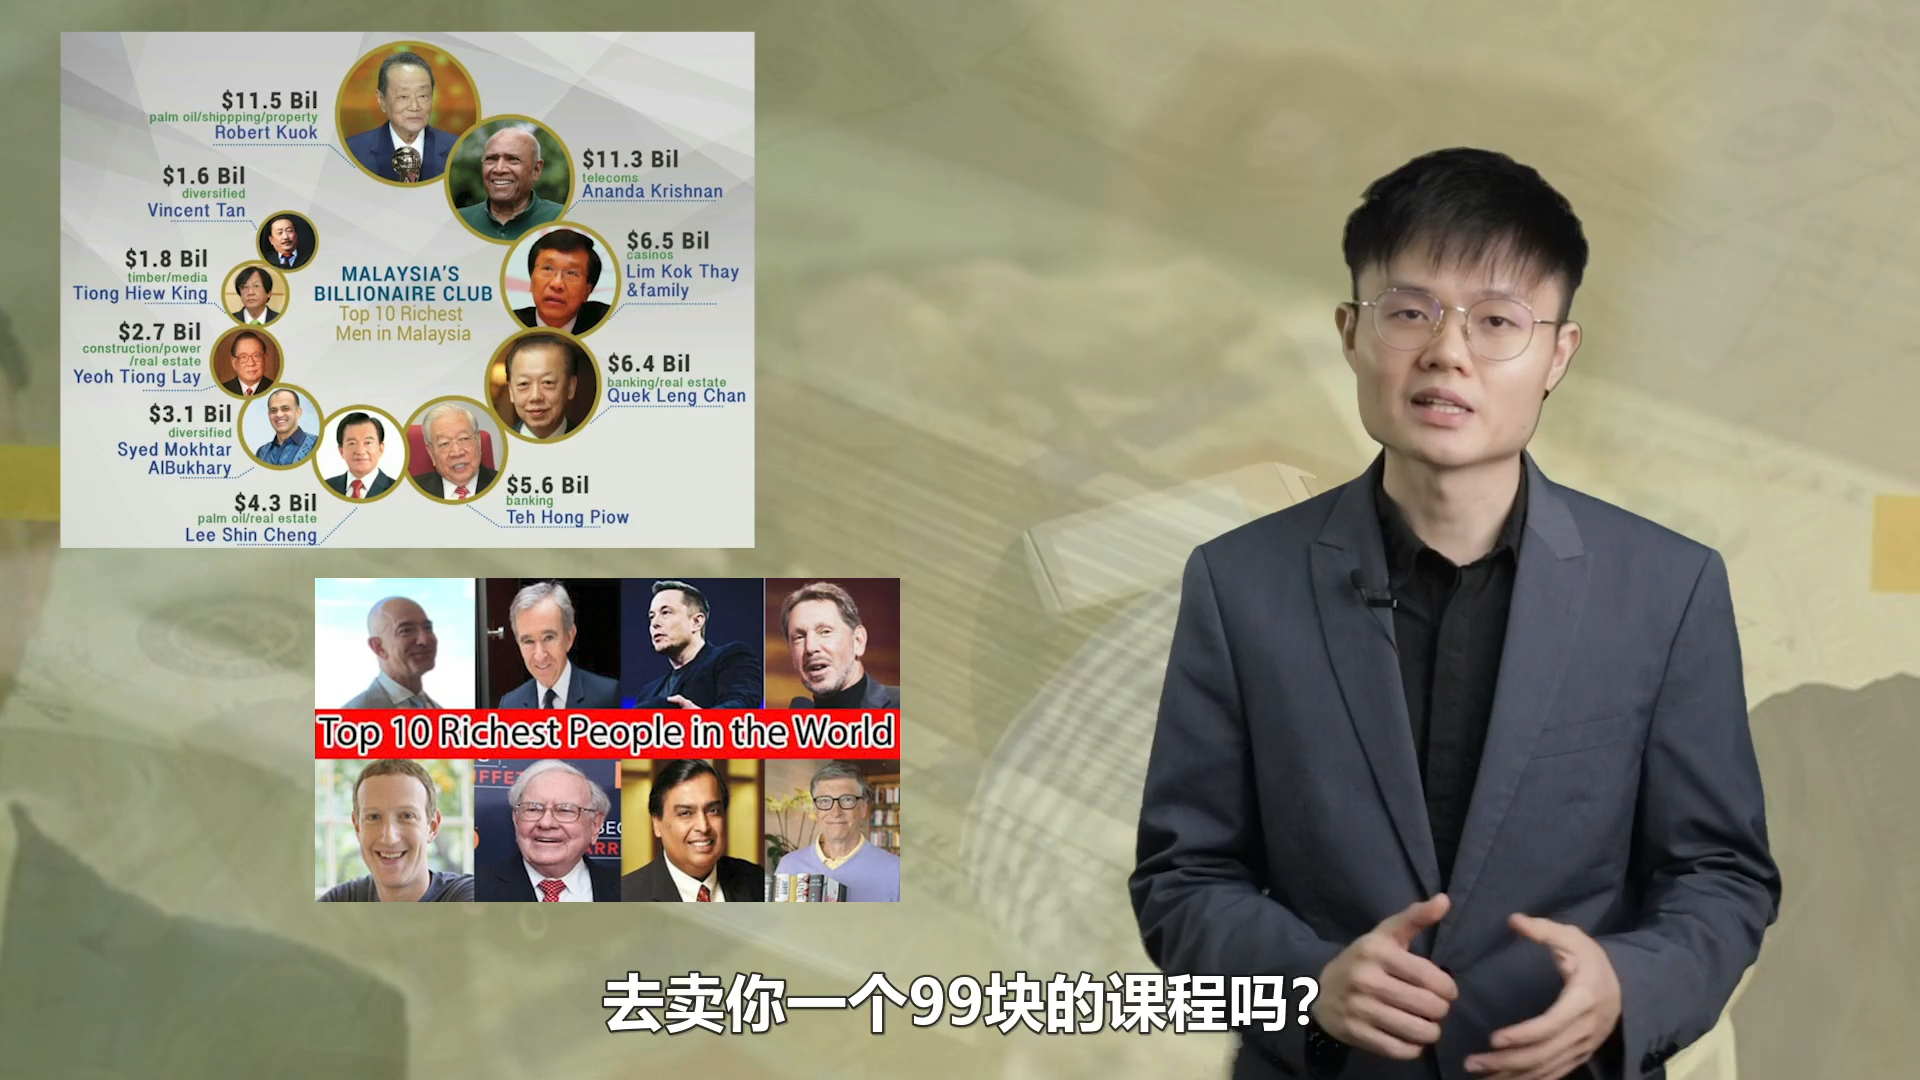 $11.5 Bil
palm oil/shippping/property
Robert Kuok
$11.3 Bil
telecoms
Ananda Krishnan
$6.5 Bil
casinos
Lim Kok Thay
&family
$6.4 Bil
banking/real estate
Quek Leng Chan
$5.6 Bil
banking
Teh Hong Piow
$4.3 Bil
palm oil/real estate
Lee Shin Cheng
$3.1 Bil
diversified
Syed Mokhtar
AlBukhary
$2.7 Bil
construction/power
/real estate
Yeoh Tiong Lay
$1.8 Bil
timber/media
Tiong Hiew King
$1.6 Bil
diversified
Vincent Tan
MALAYSIA'S
BILLIONAIRE CLUB
Top 10 Richest
Men in Malaysia
Top 10 Richest People in the World
去卖你一个99块的课程吗?